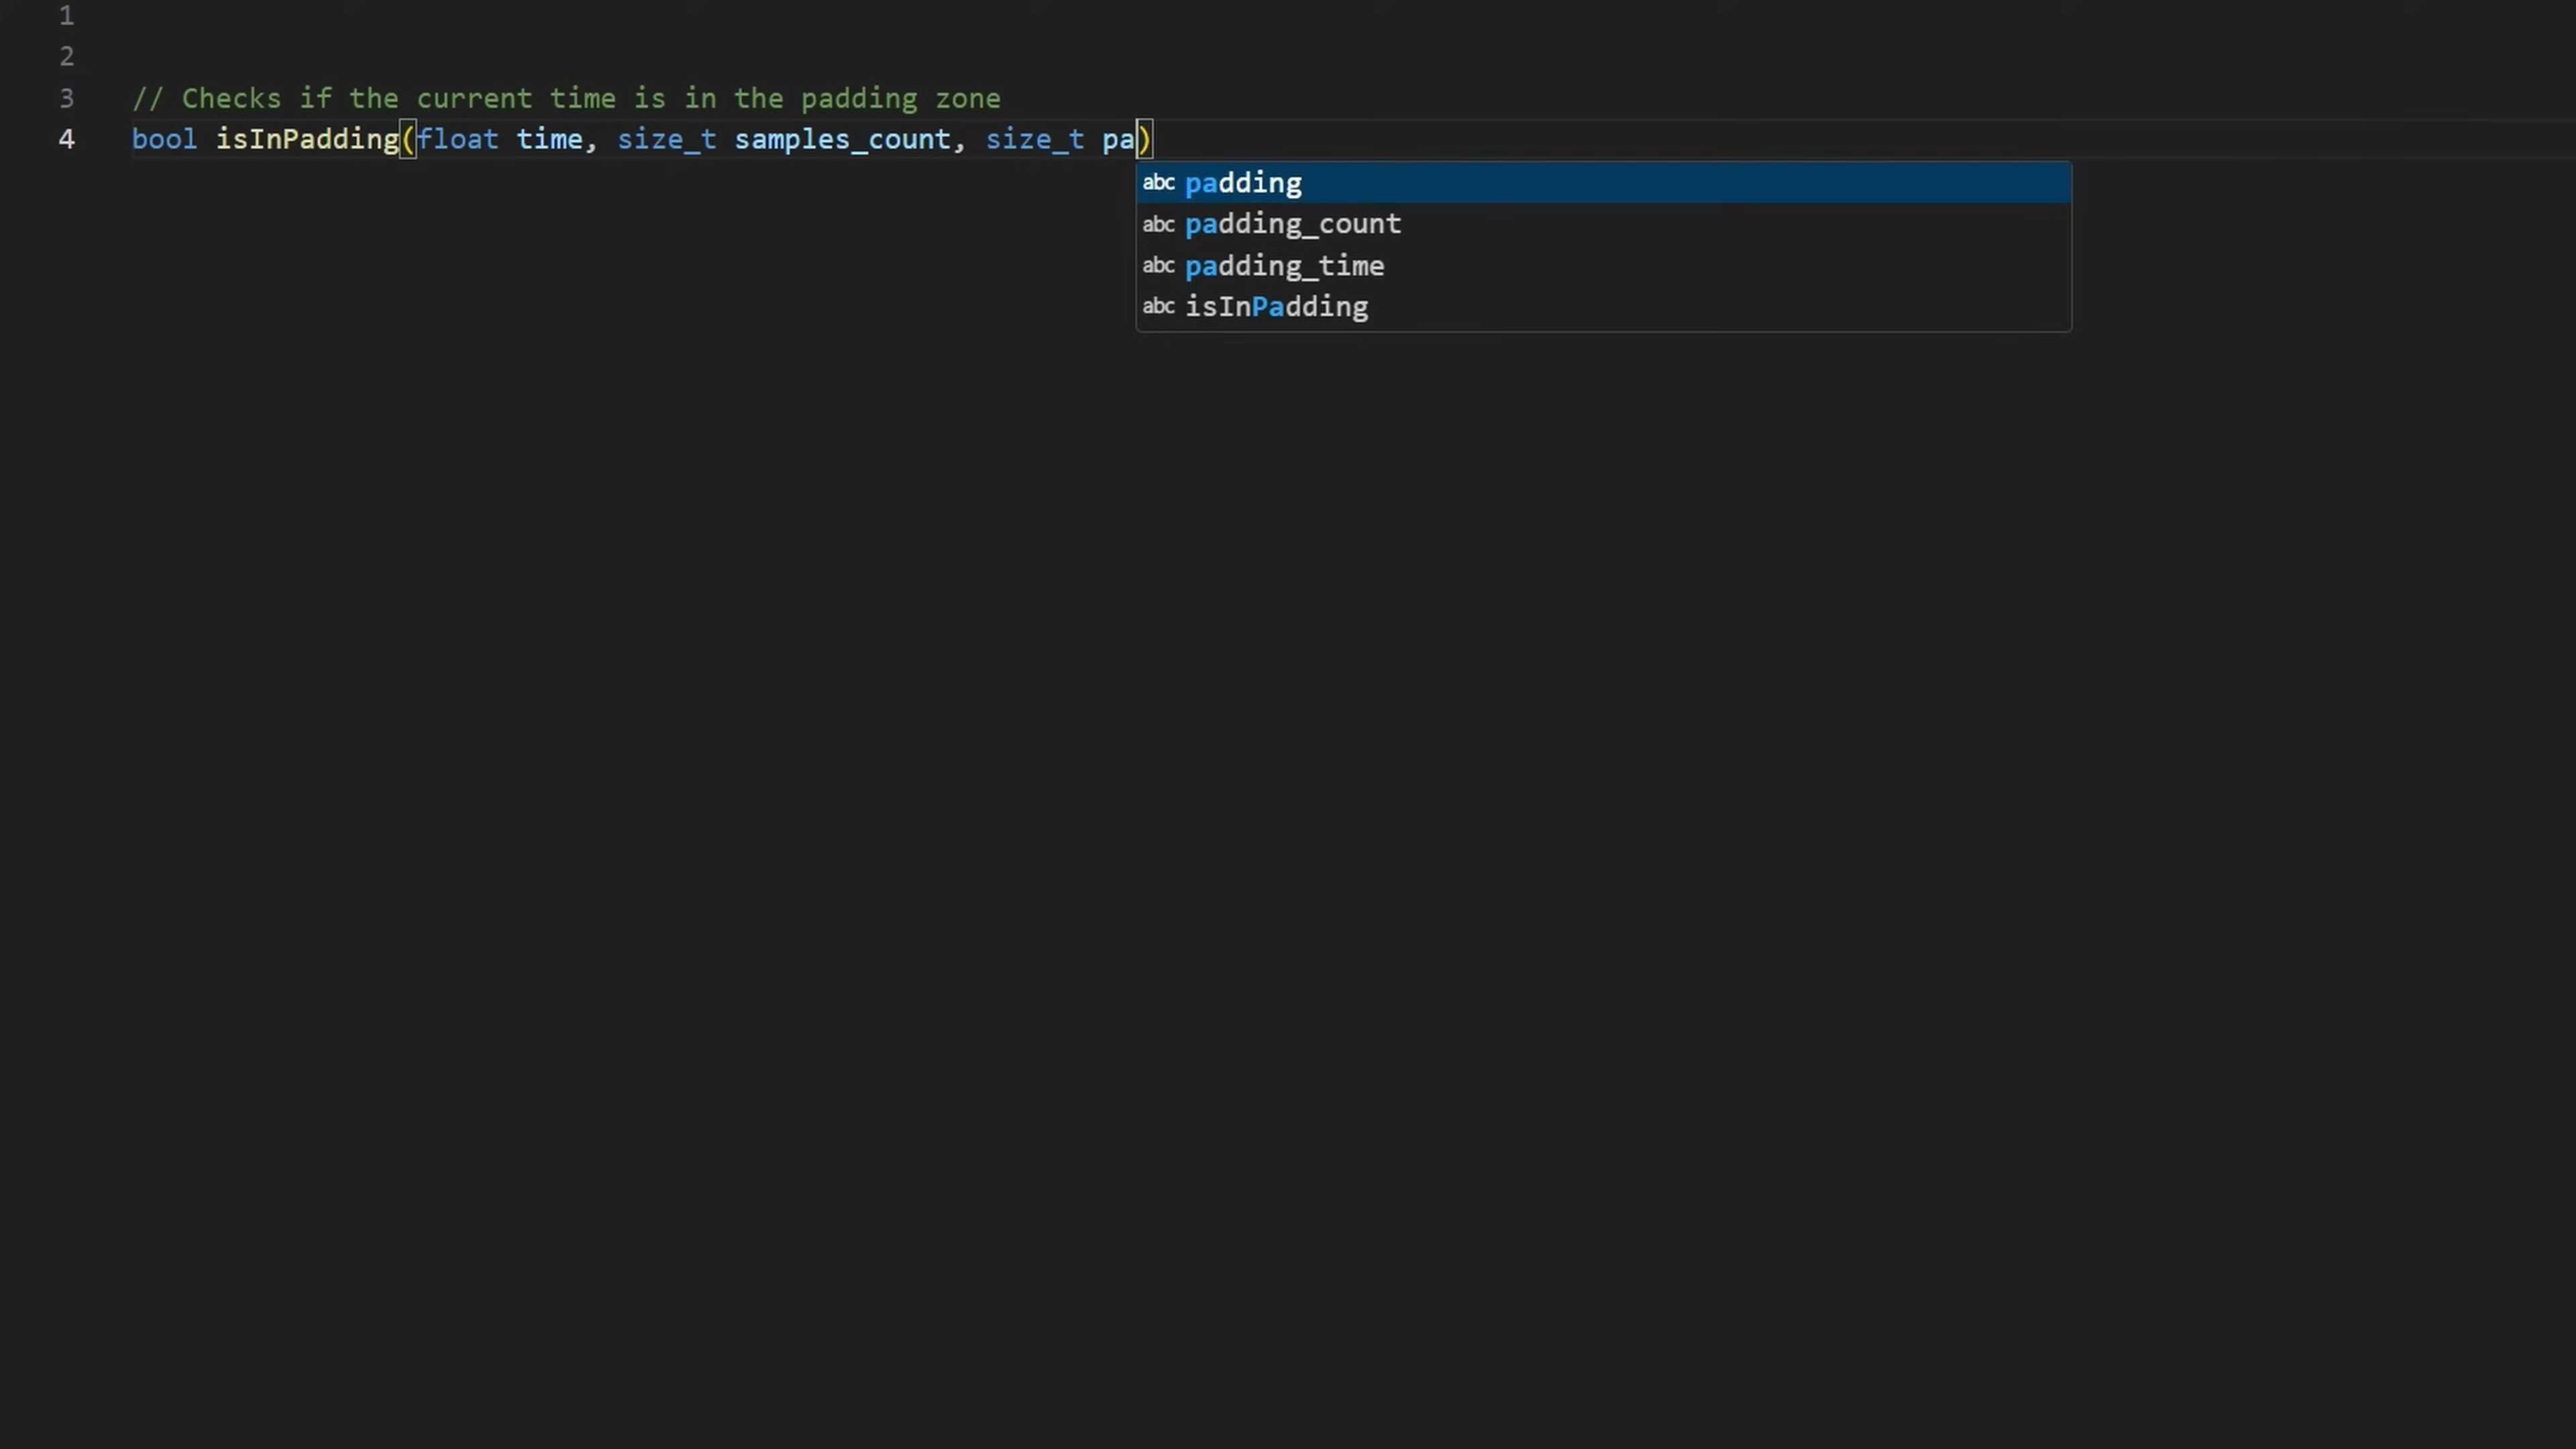 1
2
3 // Checks if the current time is in the padding zone
4 bool isInPadding(float time, size_t samples_count, size_t pa)
abc padding
abc padding_count
abc padding_time
abc isInPadding